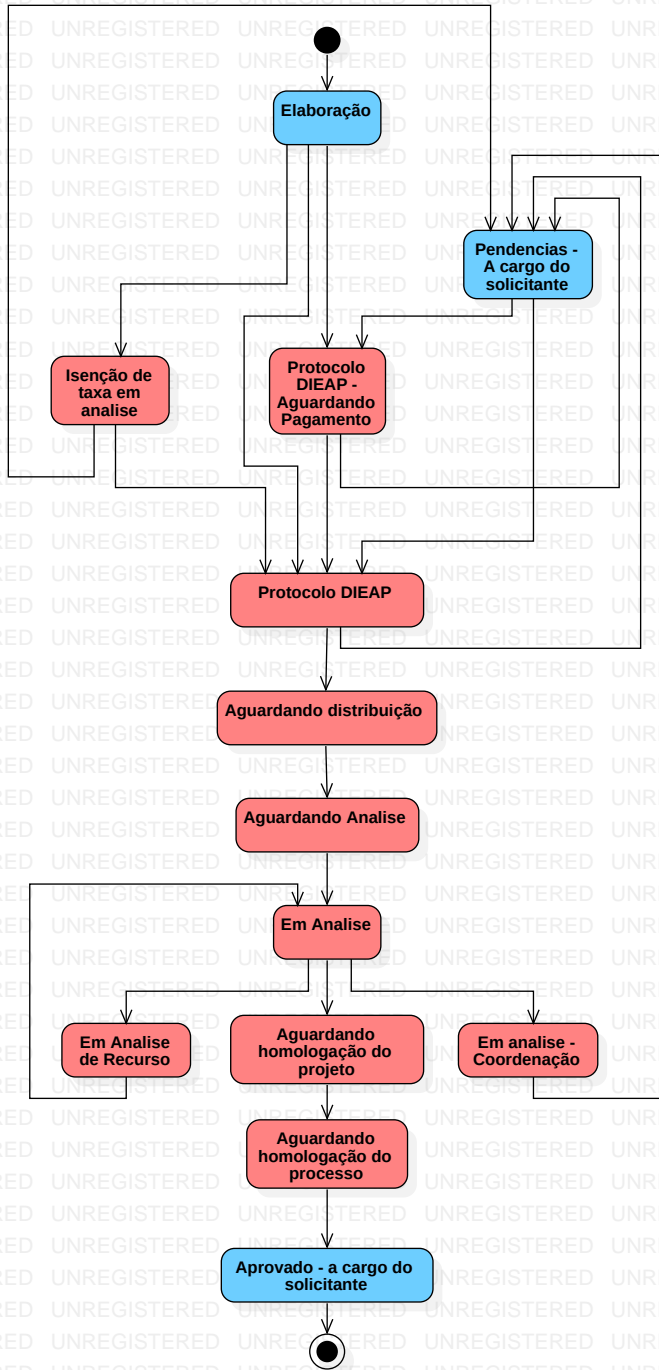 Elaboração
Pendencias -
A cargo do
solicitante
Isenção de
taxa em
analise
Protocolo
DIEAP -
Aguardando
Pagamento
Protocolo DIEAP
Aguardando distribuição
Aguardando Analise
Em Analise
Em Analise
de Recurso
Aguardando
homologação do
projeto
Em analise -
Coordenação
Aguardando
homologação do
processo
Aprovado - a cargo do
solicitante
UNREGISTERED